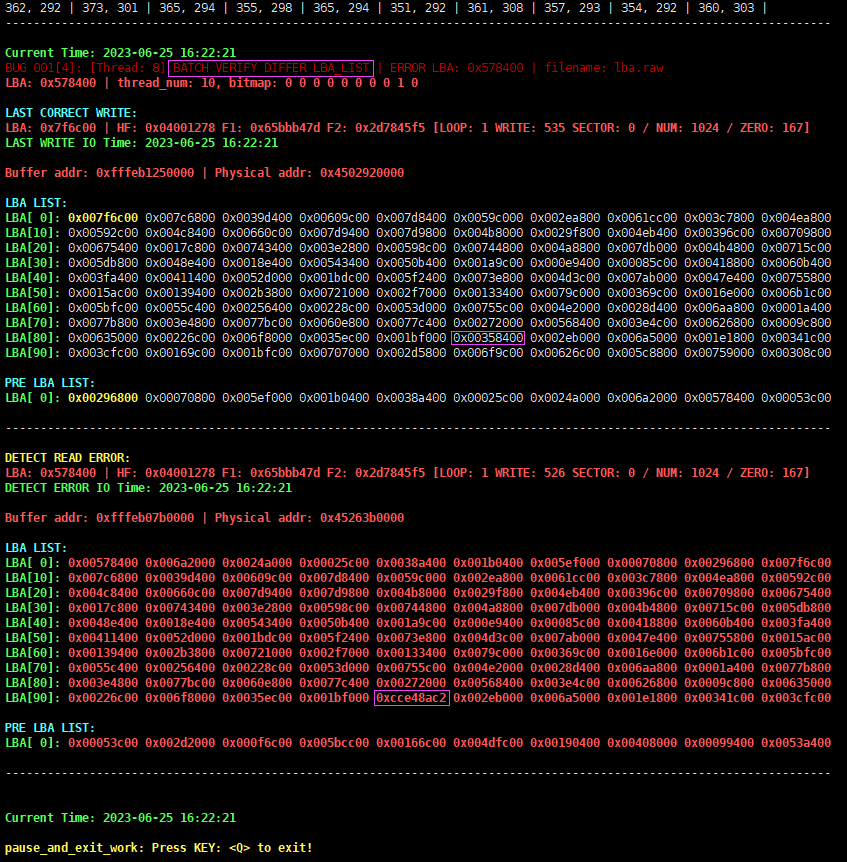 362, 292 | 373, 301 | 365, 294 | 355, 298 | 365, 294 | 351, 292 | 361, 308 | 357, 293 | 354, 292 | 360, 303 |
----------------------------------------------------------------------------------------------------------------------
Current Time: 2023-06-25 16:22:21
BUG 001[4]: [Thread: 8] BATCH VERIFY DIFFER LBA_LIST | ERROR LBA: 0x578400 | filename: lba.raw
LBA: 0x578400 | thread_num: 10, bitmap: 0 0 0 0 0 0 0 0 1 0
LAST CORRECT WRITE:
LBA: 0x7f6c00 | HF: 0x04001278 F1: 0x65bbb47d F2: 0x2d7845f5 [LOOP: 1 WRITE: 535 SECTOR: 0 / NUM: 1024 / ZERO: 167]
LAST WRITE IO Time: 2023-06-25 16:22:21
Buffer addr: 0xfffeb1250000 | Physical addr: 0x4502920000
LBA LIST:
LBA[ 0]: 0x007f6c00 0x007c6800 0x0039d400 0x00609c00 0x007d8400 0x0059c000 0x002ea800 0x0061cc00 0x003c7800 0x004ea800
LBA[10]: 0x00592c00 0x004c8400 0x00660c00 0x007d9400 0x007d9800 0x004b8000 0x0029f800 0x004eb400 0x00396c00 0x00709800
LBA[20]: 0x00675400 0x0017c800 0x00743400 0x003e2800 0x00598c00 0x00744800 0x004a8800 0x007db000 0x004b4800 0x00715c00
LBA[30]: 0x005db800 0x0048e400 0x0018e400 0x00543400 0x0050b400 0x001a9c00 0x000e9400 0x00085c00 0x00418800 0x0060b400
LBA[40]: 0x003fa400 0x00411400 0x0052d000 0x001bdc00 0x005f2400 0x0073e800 0x004d3c00 0x007ab000 0x0047e400 0x00755800
LBA[50]: 0x0015ac00 0x00139400 0x002b3800 0x00721000 0x002f7000 0x00133400 0x0079c000 0x00369c00 0x0016e000 0x006b1c00
LBA[60]: 0x005bfc00 0x0055c400 0x00256400 0x00228c00 0x0053d000 0x00755c00 0x004e2000 0x0028d400 0x006aa800 0x0001a400
LBA[70]: 0x0077b800 0x003e4800 0x0077bc00 0x0060e800 0x0077c400 0x00272000 0x00568400 0x003e4c00 0x00626800 0x0009c800
LBA[80]: 0x00635000 0x00226c00 0x006f8000 0x0035ec00 0x001bf000 0x00358400 0x002eb000 0x006a5000 0x001e1800 0x00341c00
LBA[90]: 0x003cfc00 0x00169c00 0x001bfc00 0x00707000 0x002d5800 0x006f9c00 0x00626c00 0x005c8800 0x00759000 0x00308c00
PRE LBA LIST:
LBA[ 0]: 0x00296800 0x00070800 0x005ef000 0x001b0400 0x0038a400 0x00025c00 0x0024a000 0x006a2000 0x00578400 0x00053c00
----------------------------------------------------------------------------------------------------------------------
DETECT READ ERROR:
LBA: 0x578400 | HF: 0x04001278 F1: 0x65bbb47d F2: 0x2d7845f5 [LOOP: 1 WRITE: 526 SECTOR: 0 / NUM: 1024 / ZERO: 167]
DETECT ERROR IO Time: 2023-06-25 16:22:21
Buffer addr: 0xfffeb07b0000 | Physical addr: 0x45263b0000
LBA LIST:
LBA[ 0]: 0x00578400 0x006a2000 0x0024a000 0x00025c00 0x0038a400 0x001b0400 0x005ef000 0x00070800 0x00296800 0x007f6c00
LBA[10]: 0x007c6800 0x0039d400 0x00609c00 0x007d8400 0x0059c000 0x002ea800 0x0061cc00 0x003c7800 0x004ea800 0x00592c00
LBA[20]: 0x004c8400 0x00660c00 0x007d9400 0x007d9800 0x004b8000 0x0029f800 0x004eb400 0x00396c00 0x00709800 0x00675400
LBA[30]: 0x0017c800 0x00743400 0x003e2800 0x00598c00 0x00744800 0x004a8800 0x007db000 0x004b4800 0x00715c00 0x005db800
LBA[40]: 0x0048e400 0x0018e400 0x00543400 0x0050b400 0x001a9c00 0x000e9400 0x00085c00 0x00418800 0x0060b400 0x003fa400
LBA[50]: 0x00411400 0x0052d000 0x001bdc00 0x005f2400 0x0073e800 0x004d3c00 0x007ab000 0x0047e400 0x00755800 0x0015ac00
LBA[60]: 0x00139400 0x002b3800 0x00721000 0x002f7000 0x00133400 0x0079c000 0x00369c00 0x0016e000 0x006b1c00 0x005bfc00
LBA[70]: 0x0055c400 0x00256400 0x00228c00 0x0053d000 0x00755c00 0x004e2000 0x0028d400 0x006aa800 0x0001a400 0x0077b800
LBA[80]: 0x003e4800 0x0077bc00 0x0060e800 0x0077c400 0x00272000 0x00568400 0x003e4c00 0x00626800 0x0009c800 0x00635000
LBA[90]: 0x00226c00 0x006f8000 0x0035ec00 0x001bf000 0xcce48ac2 0x002eb000 0x006a5000 0x001e1800 0x00341c00 0x003cfc00
PRE LBA LIST:
LBA[ 0]: 0x00053c00 0x002d2000 0x000f6c00 0x005bcc00 0x00166c00 0x004dfc00 0x00190400 0x00408000 0x00099400 0x0053a400
----------------------------------------------------------------------------------------------------------------------
Current Time: 2023-06-25 16:22:21
pause_and_exit_work: Press KEY: <Q> to exit!